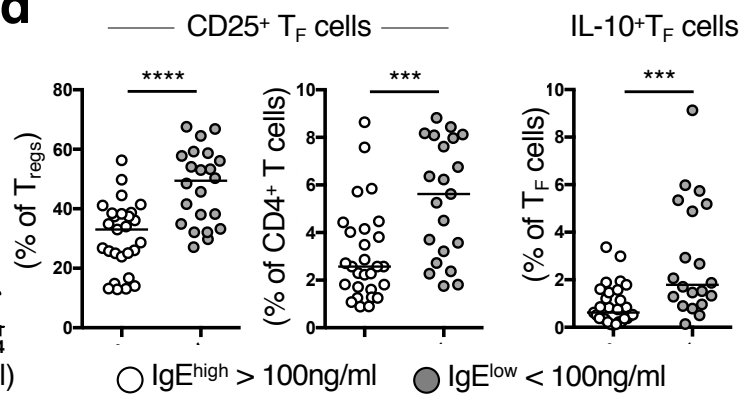 d
CD25⁺ T_F cells
IL-10⁺T_F cells
****
***
***
(% of T_regs)
80
60
40
20
0
(% of CD4⁺ T cells)
10
8
6
4
2
0
(% of T_F cells)
10
8
6
4
2
0
l)
IgE^high > 100ng/ml
IgE^low < 100ng/ml